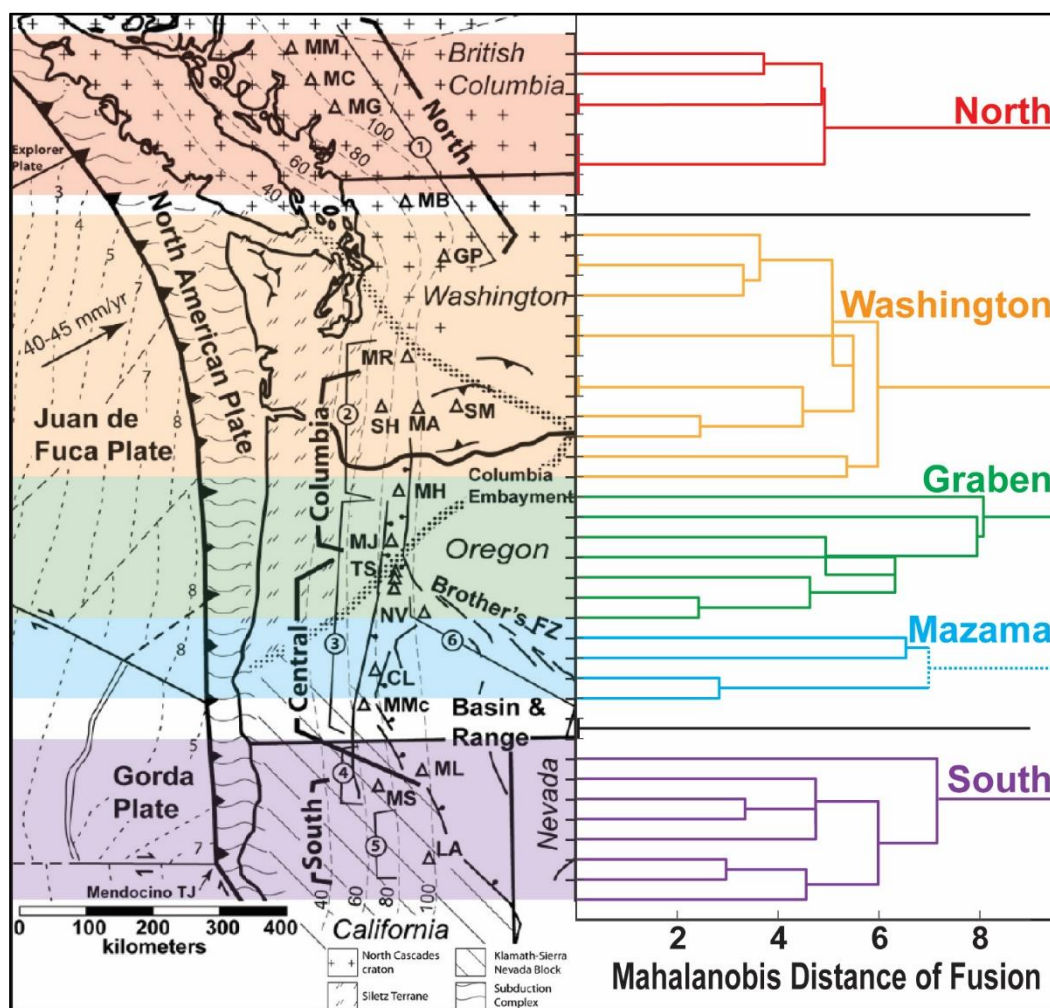 MM
British
Columbia
MC
MG
North
North
100
80
60
40
1
Explorer
Plate
3
MB
4
GP
5
Washington
Washington
7
40-45 mm/yr
North American Plate
MR
7
Juan de
Fuca Plate
8
2
SH
MA
SM
Columbia
Columbia
Embayment
Graben
MH
MJ
Oregon
TS
8
NV
Brother's FZ
Mazama
8
Central
3
6
CL
MMc
Basin &
Range
5
Gorda
Plate
4
ML
South
MS
Nevada
South
5
LA
7
Mendocino TJ
40
60
80
100
0 100 200 300 400
kilometers
California
2 4 6 8
Mahalanobis Distance of Fusion
North Cascades
craton
Klamath-Sierra
Nevada Block
Siletz Terrane
Subduction
Complex